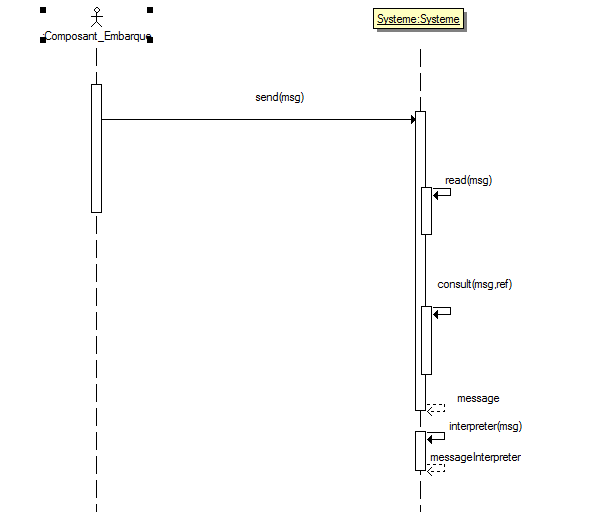 :Composant_Embarque
Systeme:Systeme
send(msg)
read(msg)
consult(msg,ref)
message
interpreter(msg)
messageInterpreter